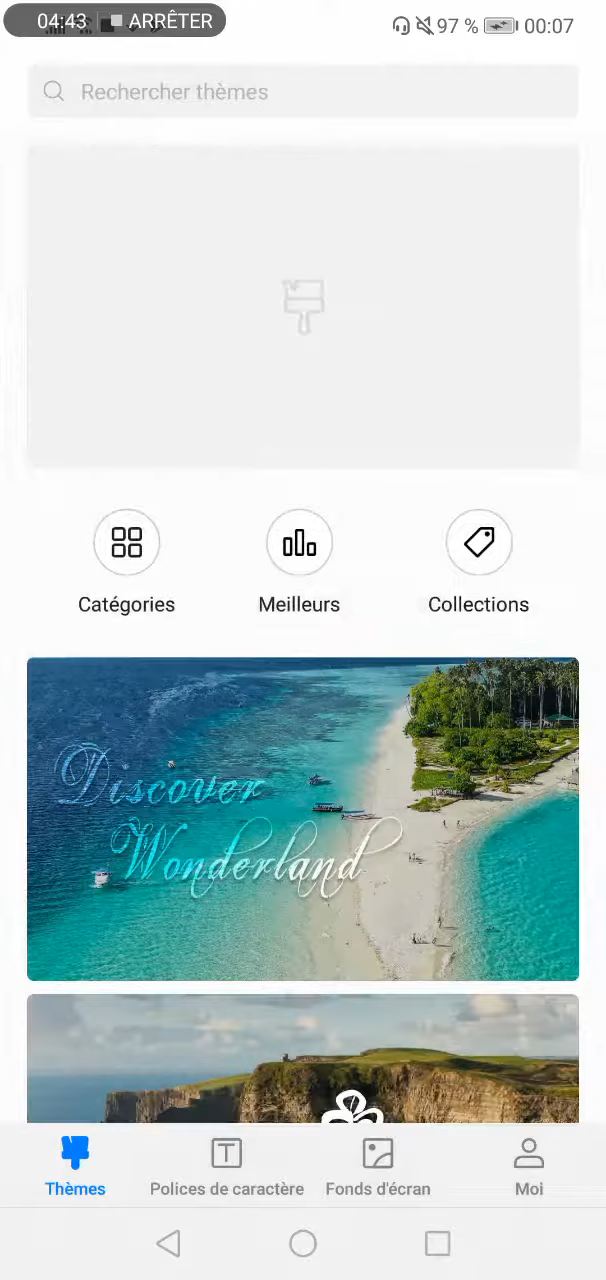 04:43 ARRÊTER 97 % 00:07
Rechercher thèmes
Catégories Meilleurs Collections
Discover
Wonderland
Thèmes Polices de caractère Fonds d'écran Moi